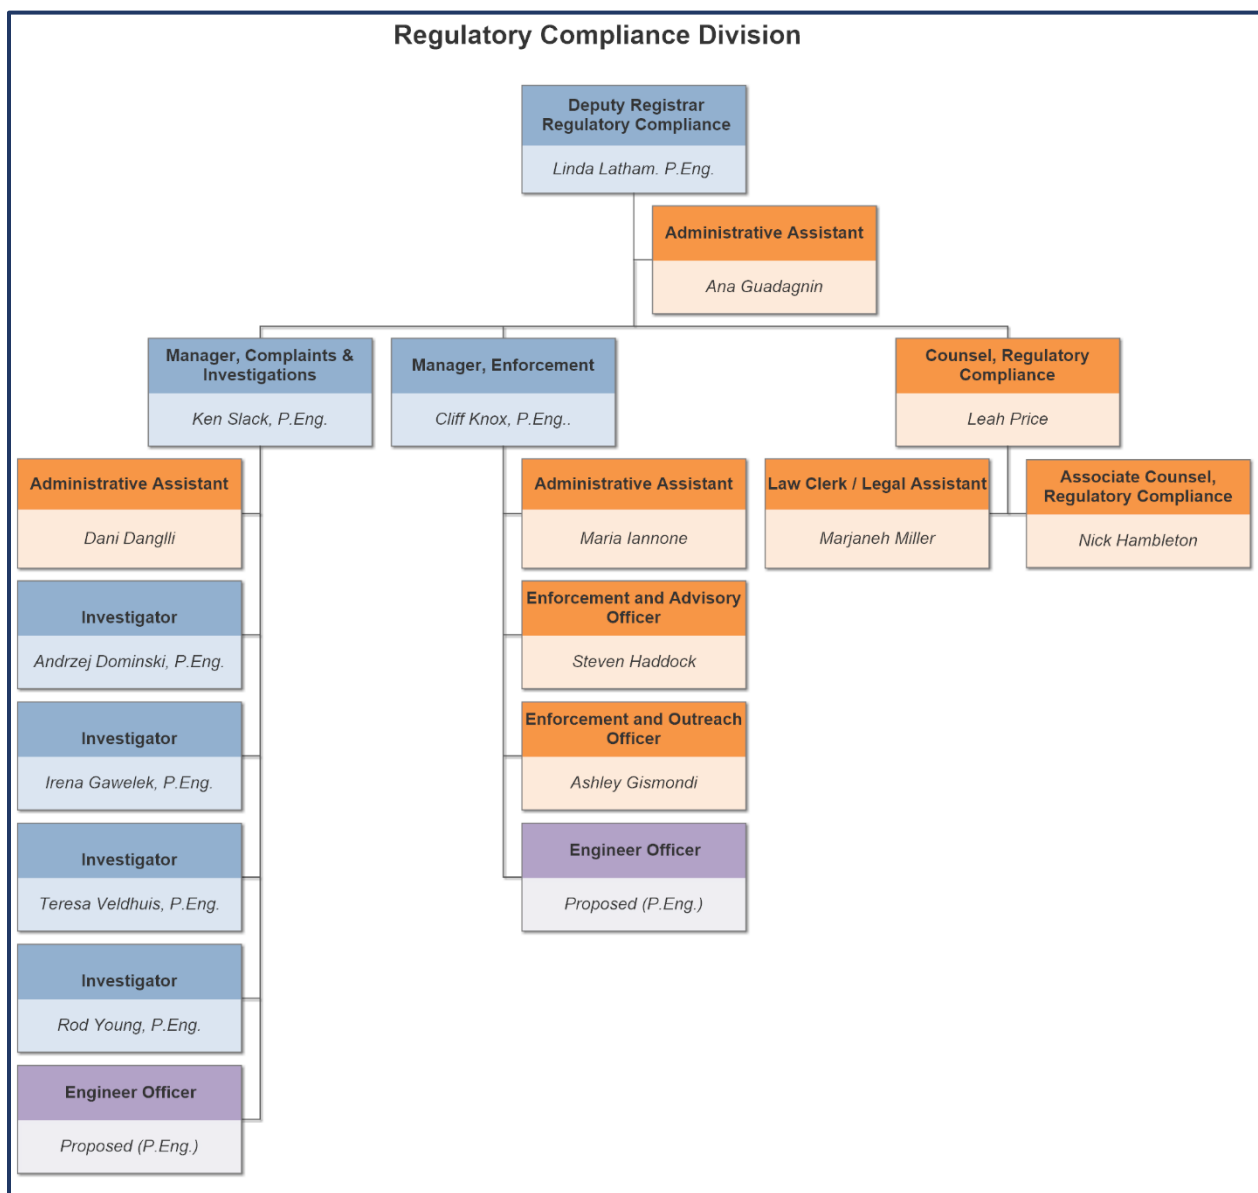 Regulatory Compliance Division
Deputy Registrar
Regulatory Compliance
Linda Latham. P.Eng.
Administrative Assistant
Ana Guadagnin
Manager, Complaints &
Investigations
Ken Slack, P.Eng.
Manager, Enforcement
Cliff Knox, P.Eng..
Counsel, Regulatory
Compliance
Leah Price
Administrative Assistant
Dani Danglli
Investigator
Andrzej Dominski, P.Eng.
Investigator
Irena Gawelek, P.Eng.
Investigator
Teresa Veldhuis, P.Eng.
Investigator
Rod Young, P.Eng.
Engineer Officer
Proposed (P.Eng.)
Administrative Assistant
Maria Iannone
Enforcement and Advisory
Officer
Steven Haddock
Enforcement and Outreach
Officer
Ashley Gismondi
Engineer Officer
Proposed (P.Eng.)
Law Clerk / Legal Assistant
Marjaneh Miller
Associate Counsel,
Regulatory Compliance
Nick Hambleton